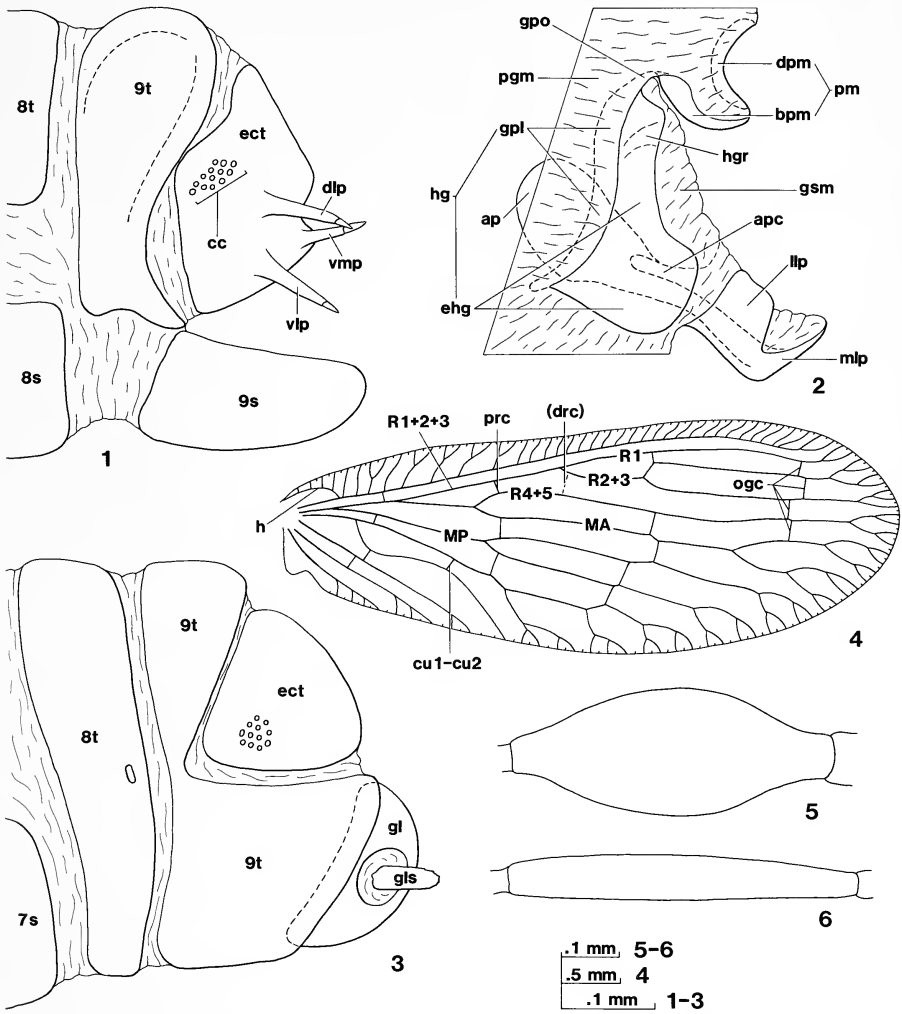 8t
9t
ect
dlp
cc
vmp
vlp
8s
9s
1
gpo
dpm
pgm
pm
bpm
gpl
hgr
hg
gsm
ap
apc
llp
ehg
mlp
2
R1+2+3
prc
(drc)
R1
R2+3
R4+5
ogc
h
MP
MA
cu1-cu2
4
9t
ect
8t
gl
9t
gls
7s
3
5
6
.1 mm 5-6
.5 mm 4
.1 mm 1-3